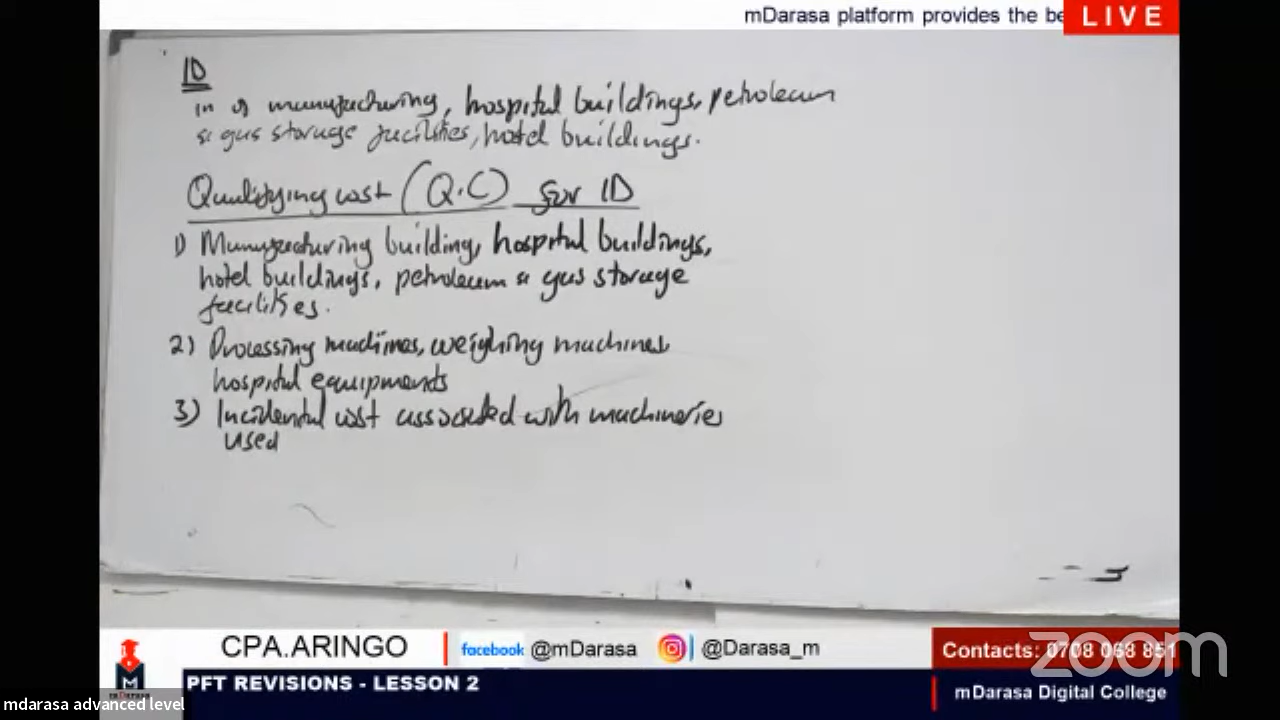 mDarasa platform provides the be
LIVE
ID
in of manufacturing, hospital buildings, petroleum
& gas storage facilities, hotel buildings.
Qualifying cost (Q.C) for ID
1) Manufacturing building, hospital buildings,
hotel buildings, petroleum & gas storage
facilities.
2) Processing machines, weighing machines
hospital equipments
3) Incidental cost associated with machineries
used
CPA.ARINGO
facebook @mDarasa
@Darasa_m
Contacts: 0708 068 851
zoom
PFT REVISIONS - LESSON 2
mDarasa Digital College
mDarasa
mdarasa advanced level